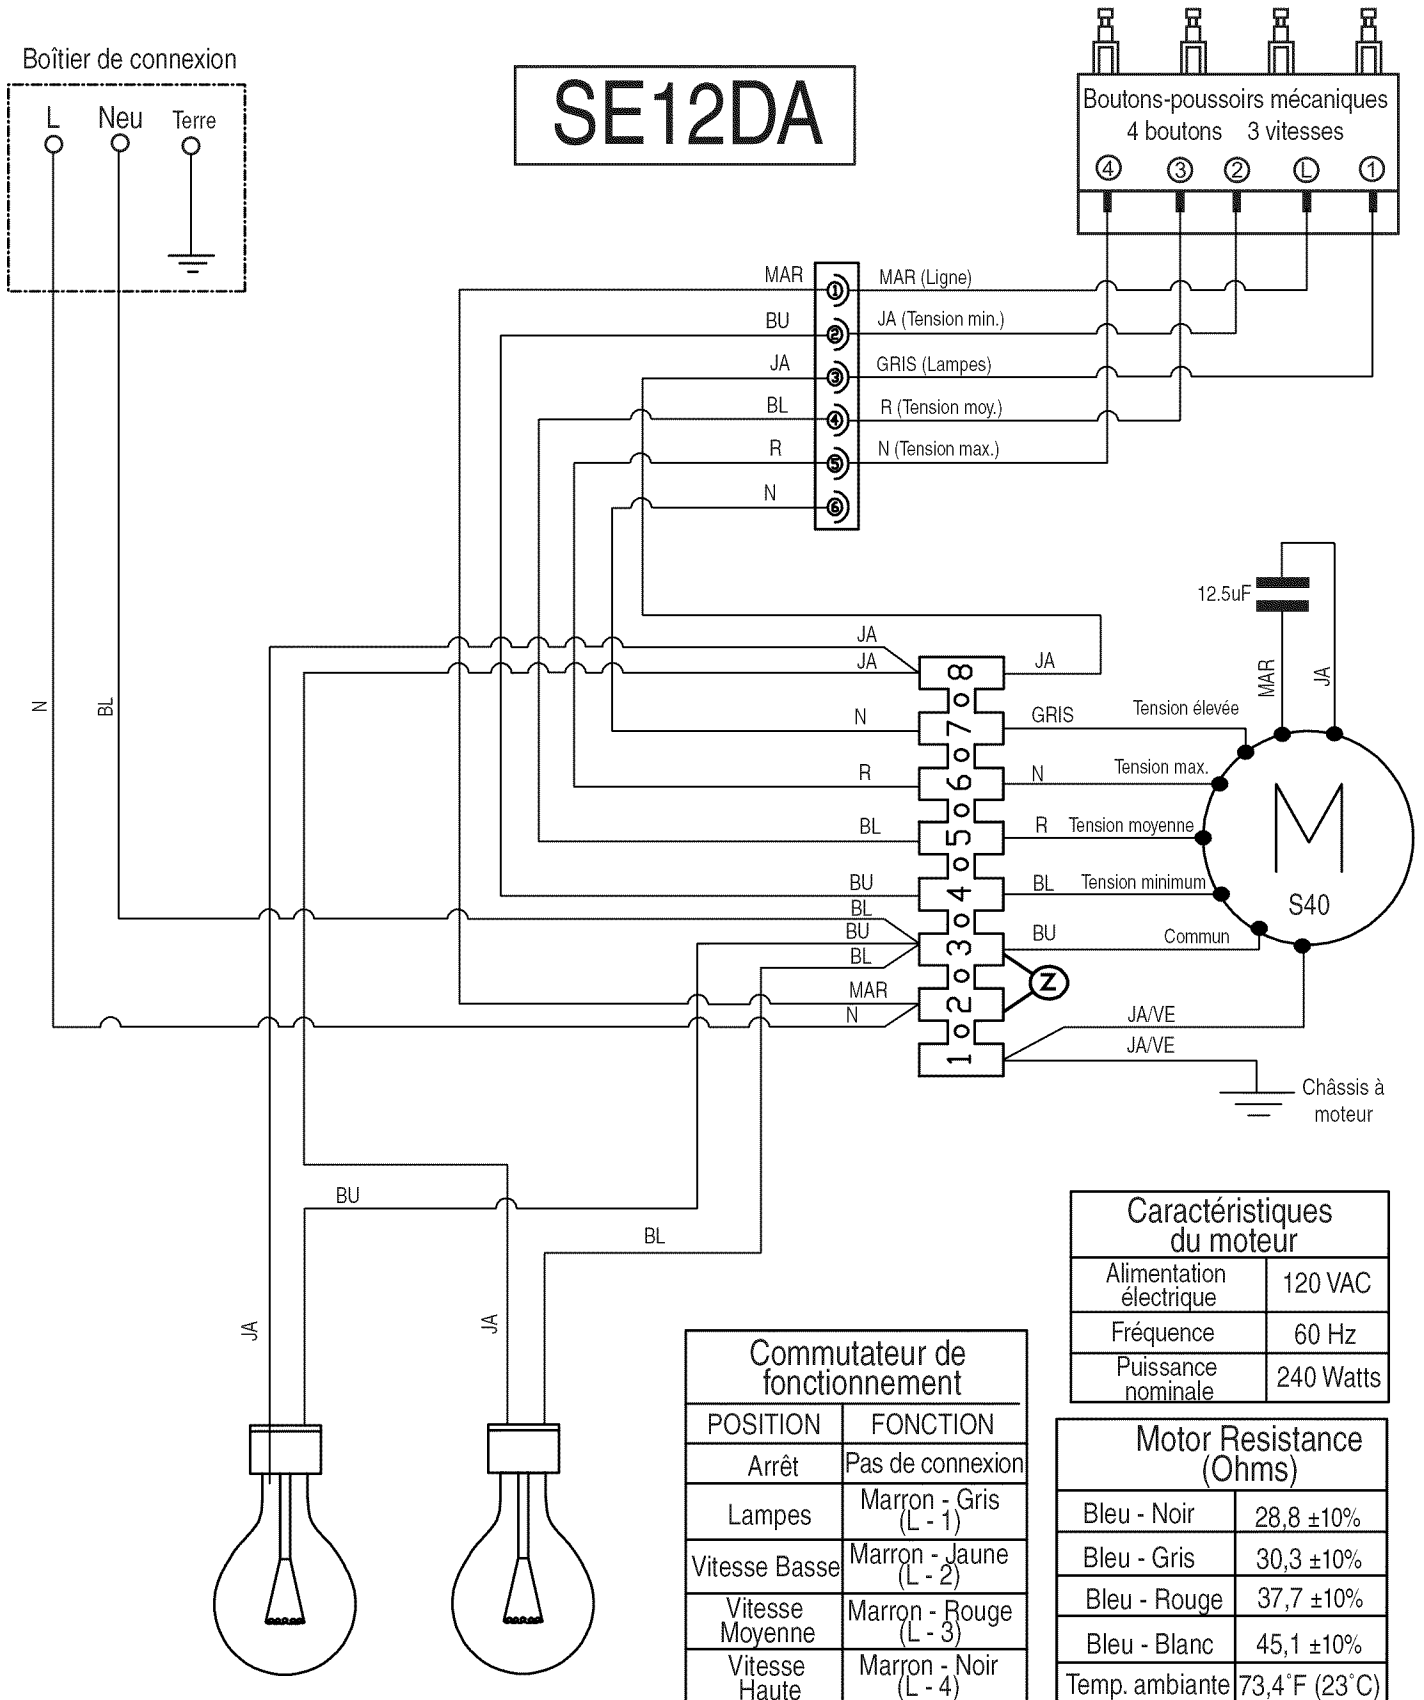 Boîtier de connexion
L Neu Terre
SE12DA
Boutons-poussoirs mécaniques
4 boutons 3 vitesses
4 3 2 L 1
MAR 1 MAR (Ligne)
BU 2 JA (Tension min.)
JA 3 GRIS (Lampes)
BL 4 R (Tension moy.)
R 5 N (Tension max.)
N 6
12.5uF
MAR
JA
N
BL
JA
JA 8 JA
N 7 GRIS Tension élevée
R 6 N Tension max.
BL 5 R Tension moyenne
BU 4 BL Tension minimum
M
S40
BL
BU 3 BU Commun
BL
Z
MAR 2
N
1 JA/VE
JA/VE
Châssis à
moteur
BU
BL
JA
JA
Caractéristiques
du moteur
Alimentation
électrique
120 VAC
Fréquence 60 Hz
Puissance
nominale
240 Watts
Commutateur de
fonctionnement
POSITION FONCTION
Arrêt Pas de connexion
Lampes
Marron - Gris
(L - 1)
Vitesse Basse
Marron - Jaune
(L - 2)
Vitesse
Moyenne
Marron - Rouge
(L - 3)
Vitesse
Haute
Marron - Noir
(L - 4)
Motor Resistance
(Ohms)
Bleu - Noir 28,8 ±10%
Bleu - Gris 30,3 ±10%
Bleu - Rouge 37,7 ±10%
Bleu - Blanc 45,1 ±10%
Temp. ambiante 73,4°F (23°C)